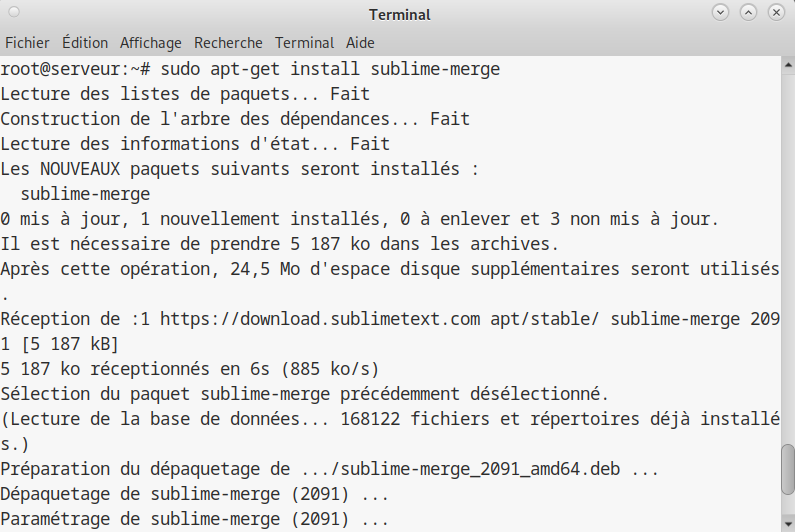 Terminal
Fichier Édition Affichage Recherche Terminal Aide
root@serveur:~# sudo apt-get install sublime-merge
Lecture des listes de paquets... Fait
Construction de l'arbre des dépendances... Fait
Lecture des informations d'état... Fait
Les NOUVEAUX paquets suivants seront installés :
  sublime-merge
0 mis à jour, 1 nouvellement installés, 0 à enlever et 3 non mis à jour.
Il est nécessaire de prendre 5 187 ko dans les archives.
Après cette opération, 24,5 Mo d'espace disque supplémentaires seront utilisés
.
Réception de :1 https://download.sublimetext.com apt/stable/ sublime-merge 209
1 [5 187 kB]
5 187 ko réceptionnés en 6s (885 ko/s)
Sélection du paquet sublime-merge précédemment désélectionné.
(Lecture de la base de données... 168122 fichiers et répertoires déjà installé
s.)
Préparation du dépaquetage de .../sublime-merge_2091_amd64.deb ...
Dépaquetage de sublime-merge (2091) ...
Paramétrage de sublime-merge (2091) ...